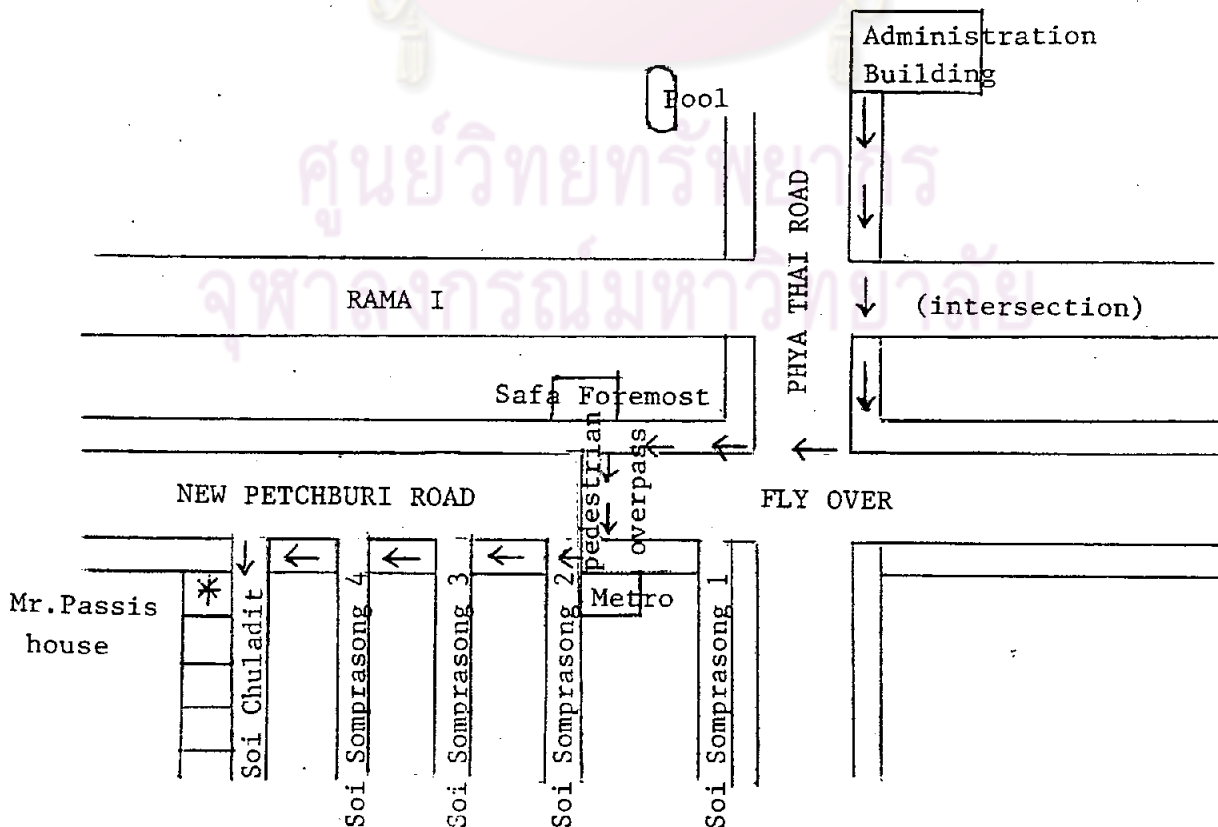 Administration
Building
Pool
ศูนย์วิทยทรัพยากร
จุฬาลงกรณ์มหาวิทยาลัย
PHYA THAI ROAD
RAMA I
(intersection)
Safa Foremost
pedestrian
overpass
NEW PETCHBURI ROAD
FLY OVER
Mr.Passis
house
Metro
Soi Chuladit
Soi Somprasong 4
Soi Somprasong 3
Soi Somprasong 2
Soi Somprasong 1